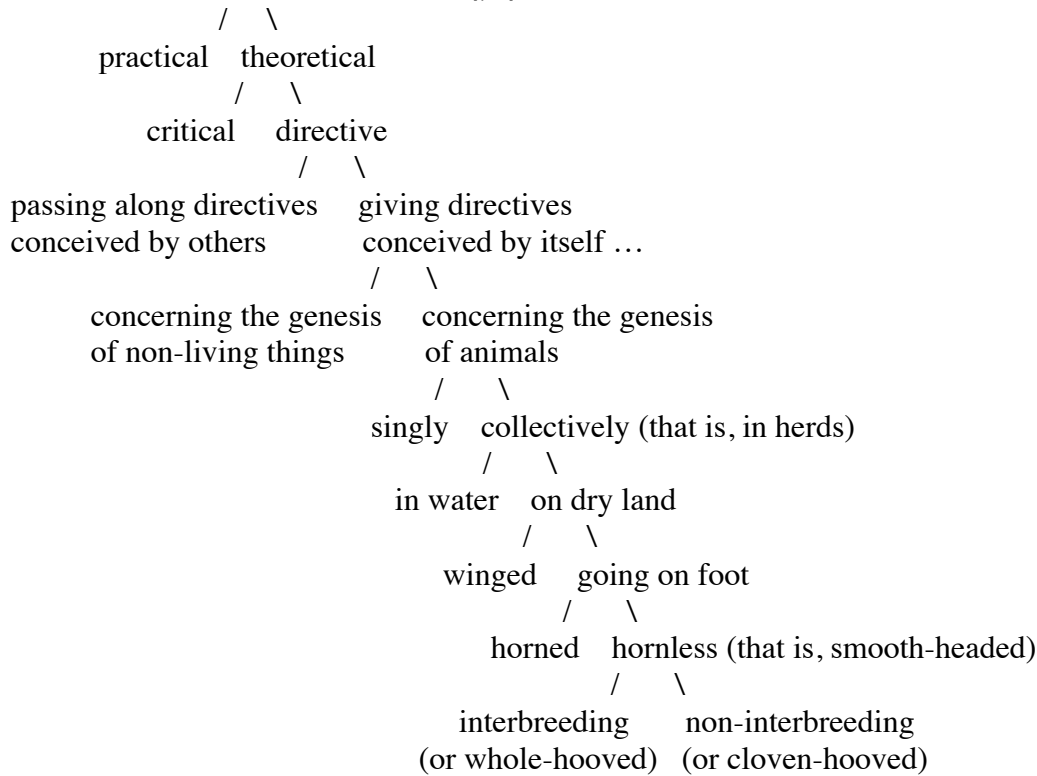 / \
practical theoretical
/ \
critical directive
/ \
passing along directives giving directives
conceived by others conceived by itself …
/ \
concerning the genesis concerning the genesis
of non-living things of animals
/ \
singly collectively (that is, in herds)
/ \
in water on dry land
/ \
winged going on foot
/ \
horned hornless (that is, smooth-headed)
/ \
interbreeding non-interbreeding
(or whole-hooved) (or cloven-hooved)